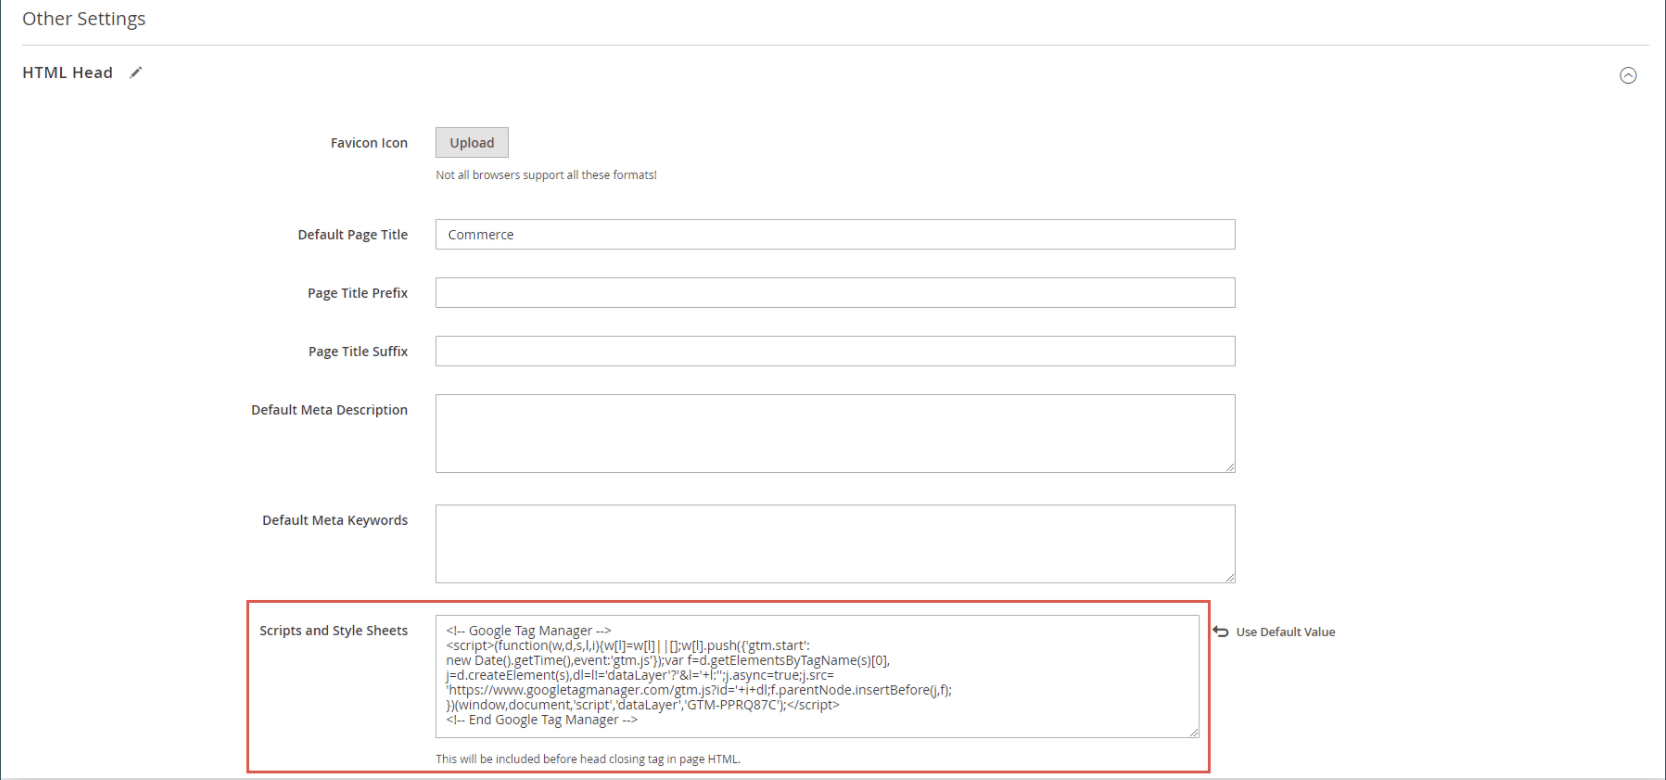 Other Settings
HTML Head
Favicon Icon
Upload
Not all browsers support all these formats!
Default Page Title
Commerce
Page Title Prefix
Page Title Suffix
Default Meta Description
Default Meta Keywords
Scripts and Style Sheets
<!-- Google Tag Manager -->
<script>(function(w,d,s,l,i){w[l]=w[l]||[];w[l].push({'gtm.start':
new Date().getTime(),event:'gtm.js'});var f=d.getElementsByTagName(s)[0],
j=d.createElement(s),dl=l!='dataLayer'?'&l='+l:'';j.async=true;j.src=
'https://www.googletagmanager.com/gtm.js?id='+i+dl;f.parentNode.insertBefore(j,f);
})(window,document,'script','dataLayer','GTM-PPRQ87C');</script>
<!-- End Google Tag Manager -->
Use Default Value
This will be included before head closing tag in page HTML.